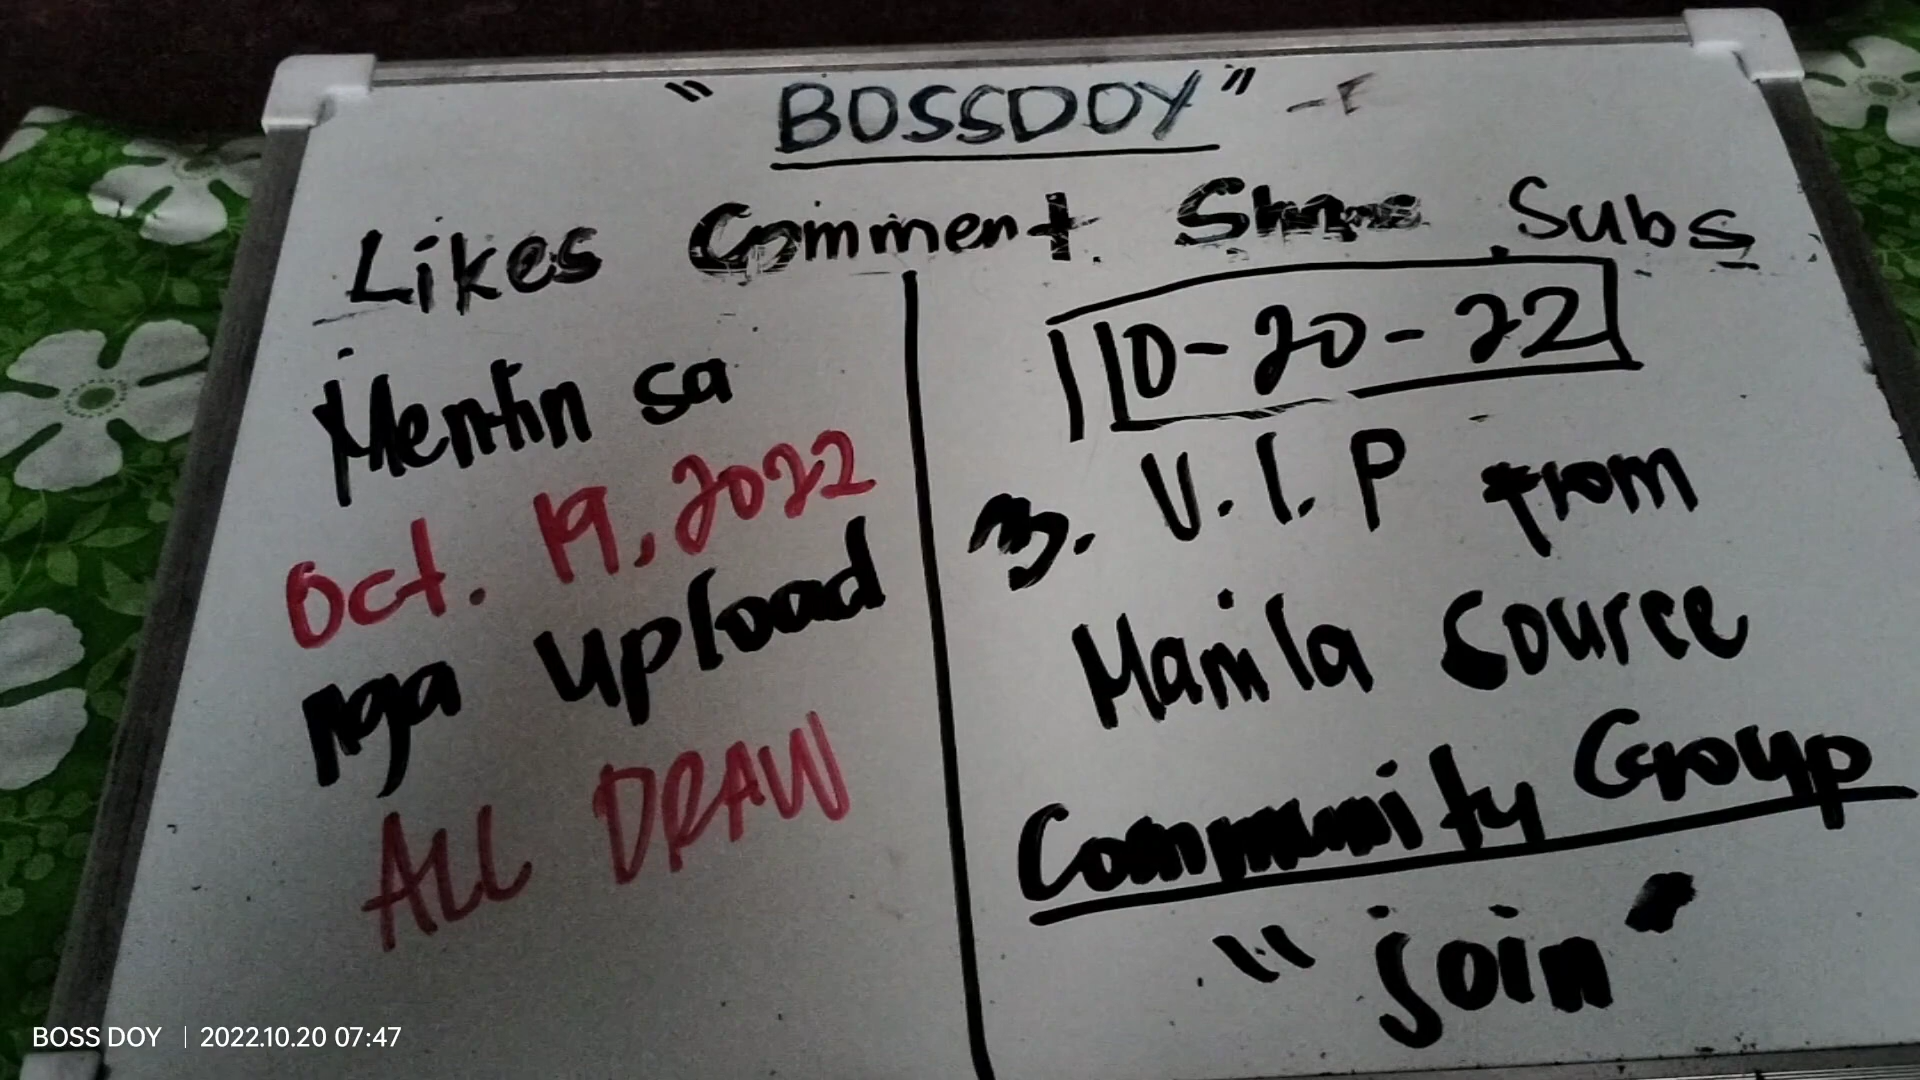 "BOSSDOY"
Likes Comment Share Subs
Mentin sa
Oct. 19, 2022
nga upload
ALL DRAW
10-20-22
3. V.I.P from
Manila source
Community Group
"join"
BOSS DOY | 2022.10.20 07:47